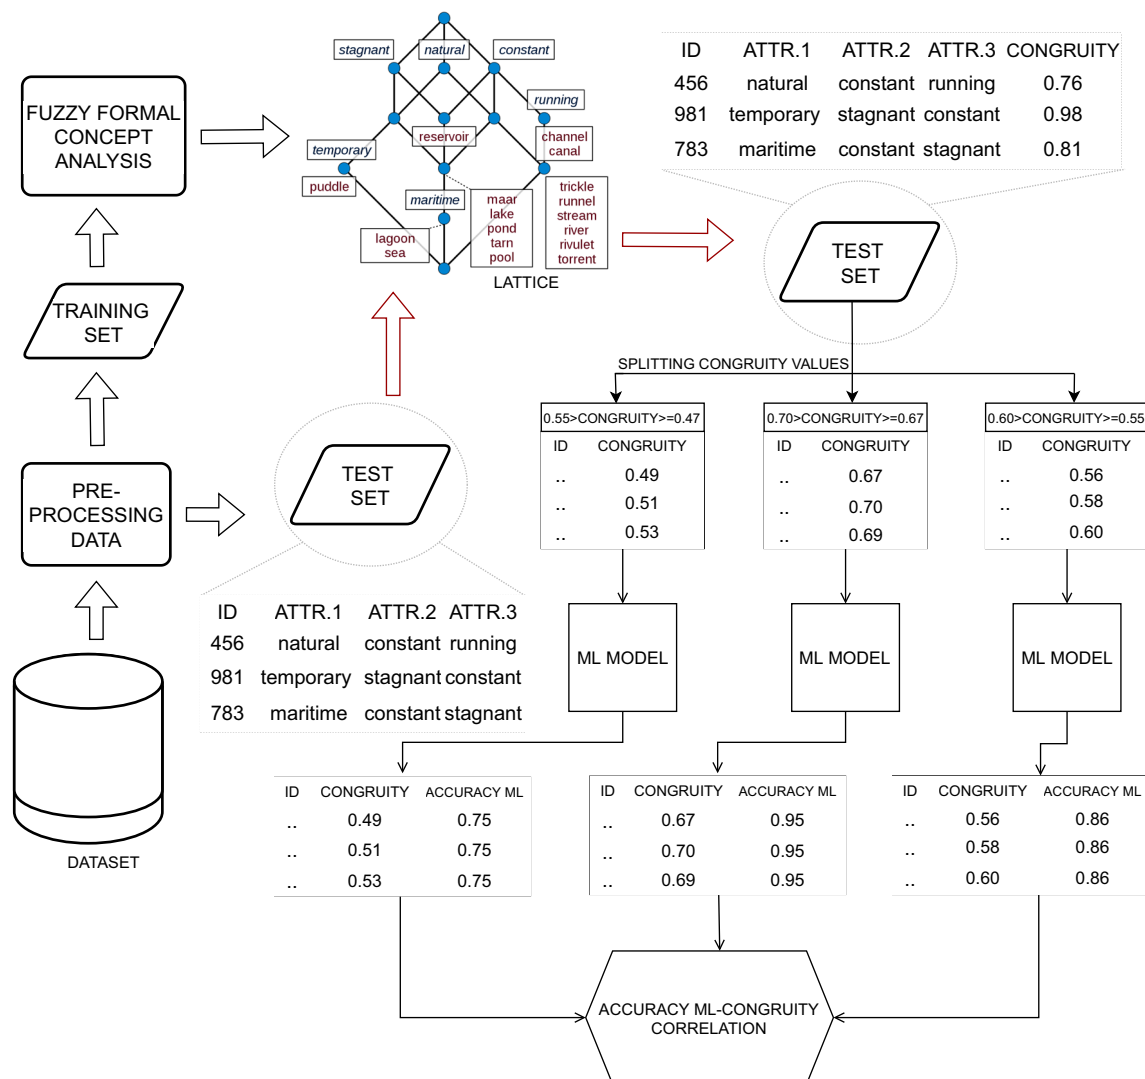 FUZZY FORMAL
CONCEPT
ANALYSIS
TRAINING
SET
PRE-
PROCESSING
DATA
DATASET
stagnant
natural
constant
running
temporary
reservoir
channel
canal
puddle
maritime
lagoon
sea
maar
lake
pond
tarn
pool
trickle
runnel
stream
river
rivulet
torrent
LATTICE
TEST
SET
ID ATTR.1 ATTR.2 ATTR.3
456 natural constant running
981 temporary stagnant constant
783 maritime constant stagnant
ID ATTR.1 ATTR.2 ATTR.3 CONGRUITY
456 natural constant running 0.76
981 temporary stagnant constant 0.98
783 maritime constant stagnant 0.81
TEST
SET
SPLITTING CONGRUITY VALUES
0.55>CONGRUITY>=0.47
ID CONGRUITY
.. 0.49
.. 0.51
.. 0.53
0.70>CONGRUITY>=0.67
ID CONGRUITY
.. 0.67
.. 0.70
.. 0.69
0.60>CONGRUITY>=0.55
ID CONGRUITY
.. 0.56
.. 0.58
.. 0.60
ML MODEL
ML MODEL
ML MODEL
ID CONGRUITY ACCURACY ML
.. 0.49 0.75
.. 0.51 0.75
.. 0.53 0.75
ID CONGRUITY ACCURACY ML
.. 0.67 0.95
.. 0.70 0.95
.. 0.69 0.95
ID CONGRUITY ACCURACY ML
.. 0.56 0.86
.. 0.58 0.86
.. 0.60 0.86
ACCURACY ML-CONGRUITY
CORRELATION